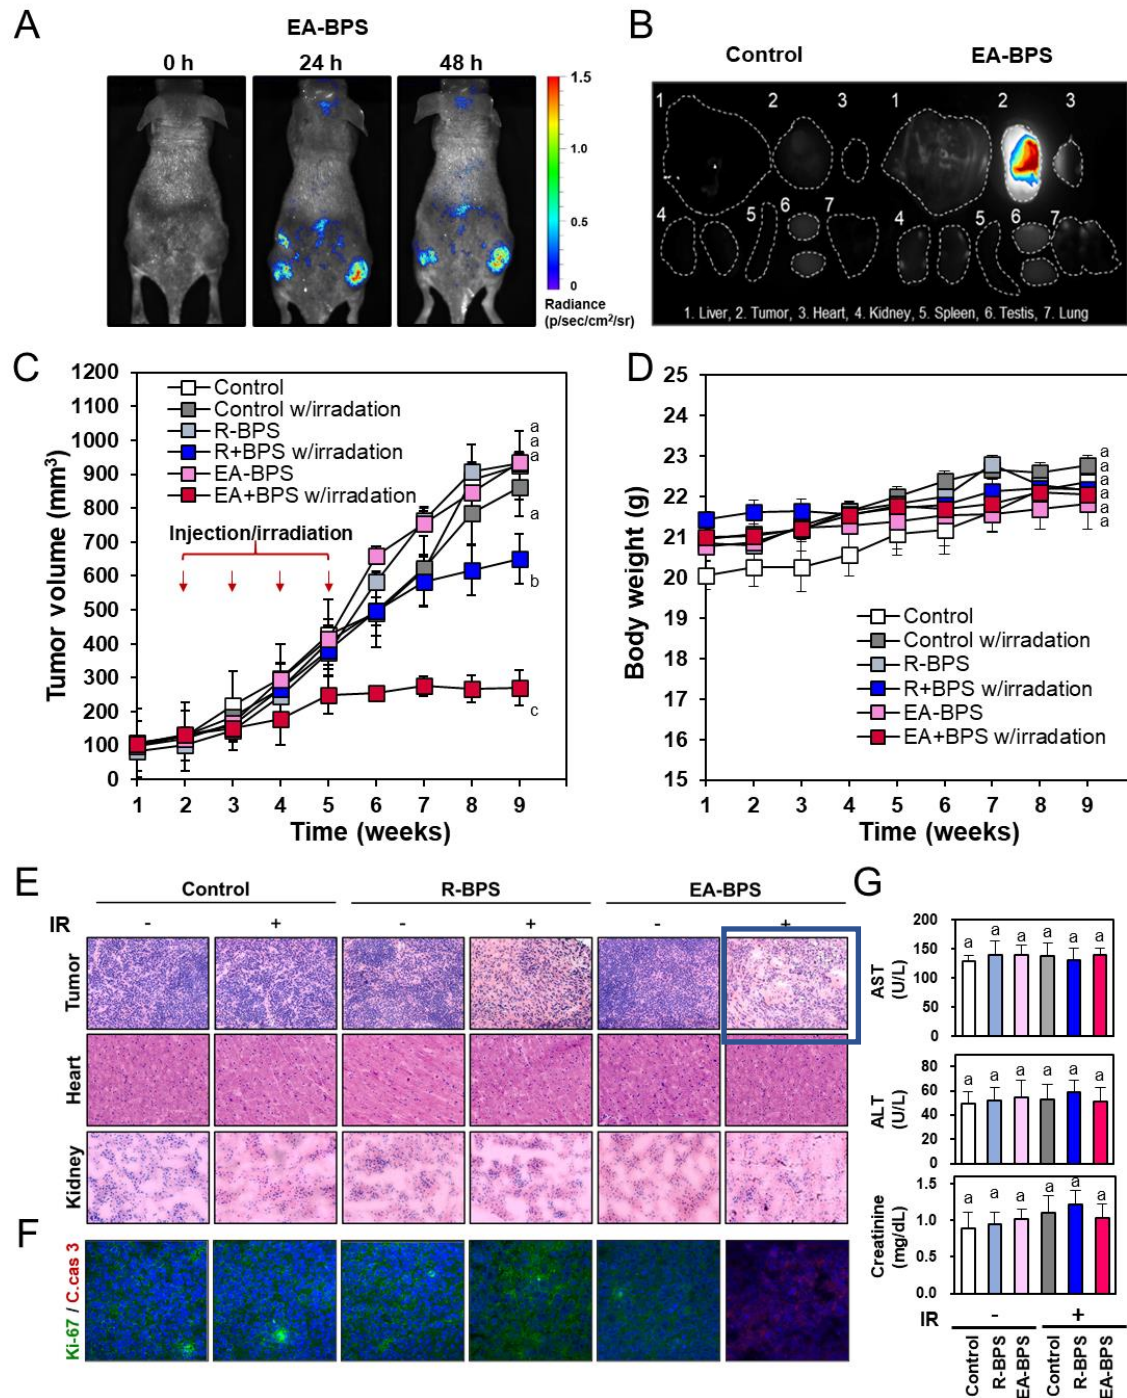 A
EA-BPS
0 h 24 h 48 h
1.5
1.0
0.5
0
Radiance
(p/sec/cm²/sr)
B
Control EA-BPS
1 2 3 1 2 3
4 5 6 7 4 5 6 7
1. Liver, 2. Tumor, 3. Heart, 4. Kidney, 5. Spleen, 6. Testis, 7. Lung
C
Tumor volume (mm³)
1200
1100
1000
900
800
700
600
500
400
300
200
100
0
Control
Control w/irradation
R-BPS
R+BPS w/irradation
EA-BPS
EA+BPS w/irradation
Injection/irradiation
a
a
a
a
b
c
1 2 3 4 5 6 7 8 9
Time (weeks)
D
Body weight (g)
25
24
23
22
21
20
19
18
17
16
15
a
a
a
a
a
a
Control
Control w/irradation
R-BPS
R+BPS w/irradation
EA-BPS
EA+BPS w/irradation
1 2 3 4 5 6 7 8 9
Time (weeks)
E
Control R-BPS EA-BPS
IR - + - + - +
Tumor
Heart
Kidney
F
Ki-67 / C.cas 3
G
AST
(U/L)
200
150
100
50
0
a a a a a a
ALT
(U/L)
80
60
40
20
0
a a a a a a
Creatinine
(mg/dL)
1.5
1.0
0.5
0.0
a a a a a a
IR - +
Control R-BPS EA-BPS Control R-BPS EA-BPS